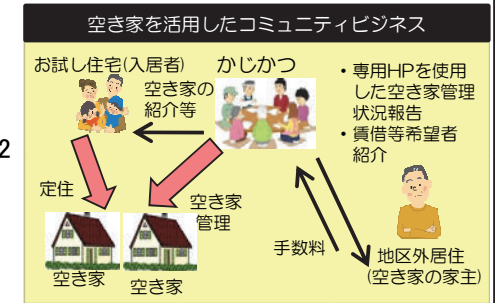 空き家を活用したコミュニティビジネス
お試し住宅(入居者)
かじかつ
・専用HPを使用
した空き家管理
状況報告
・賃借等希望者
紹介
空き家の
紹介等
2
定住
空き家
管理
手数料
地区外居住
(空き家の家主)
空き家
空き家